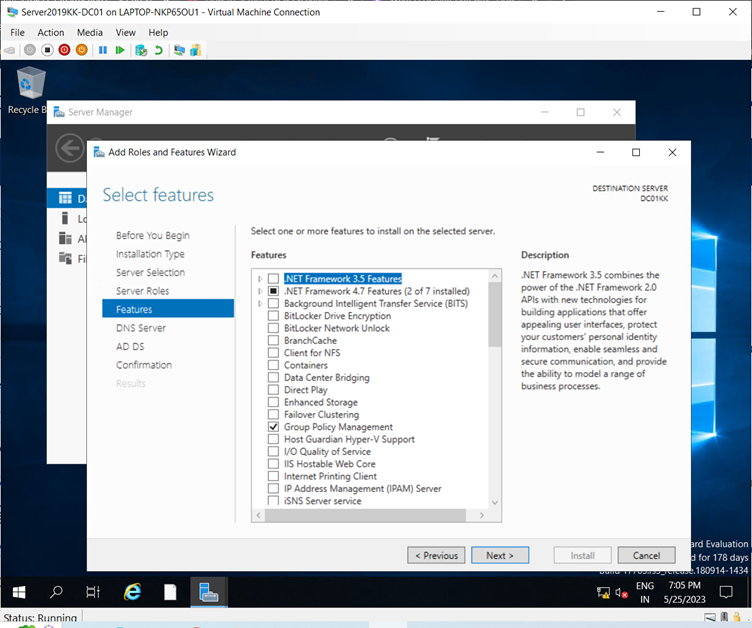 Server2019KK-DC01 on LAPTOP-NKP65OU1 - Virtual Machine Connection
File Action Media View Help
Recycle B
Server Manager
Add Roles and Features Wizard
Select features
DESTINATION SERVER
DC01KK
Before You Begin
Installation Type
Server Selection
Server Roles
Features
DNS Server
AD DS
Confirmation
Results
Select one or more features to install on the selected server.
Features
.NET Framework 3.5 Features
.NET Framework 4.7 Features (2 of 7 installed)
Background Intelligent Transfer Service (BITS)
BitLocker Drive Encryption
BitLocker Network Unlock
BranchCache
Client for NFS
Containers
Data Center Bridging
Direct Play
Enhanced Storage
Failover Clustering
Group Policy Management
Host Guardian Hyper-V Support
I/O Quality of Service
IIS Hostable Web Core
Internet Printing Client
IP Address Management (IPAM) Server
iSNS Server service
Description
.NET Framework 3.5 combines the
power of the .NET Framework 2.0
APIs with new technologies for
building applications that offer
appealing user interfaces, protect
your customers' personal identity
information, enable seamless and
secure communication, and provide
the ability to model a range of
business processes.
< Previous
Next >
Install
Cancel
ard Evaluation
d for 178 days
ENG
IN
7:05 PM
5/25/2023
Status: Running